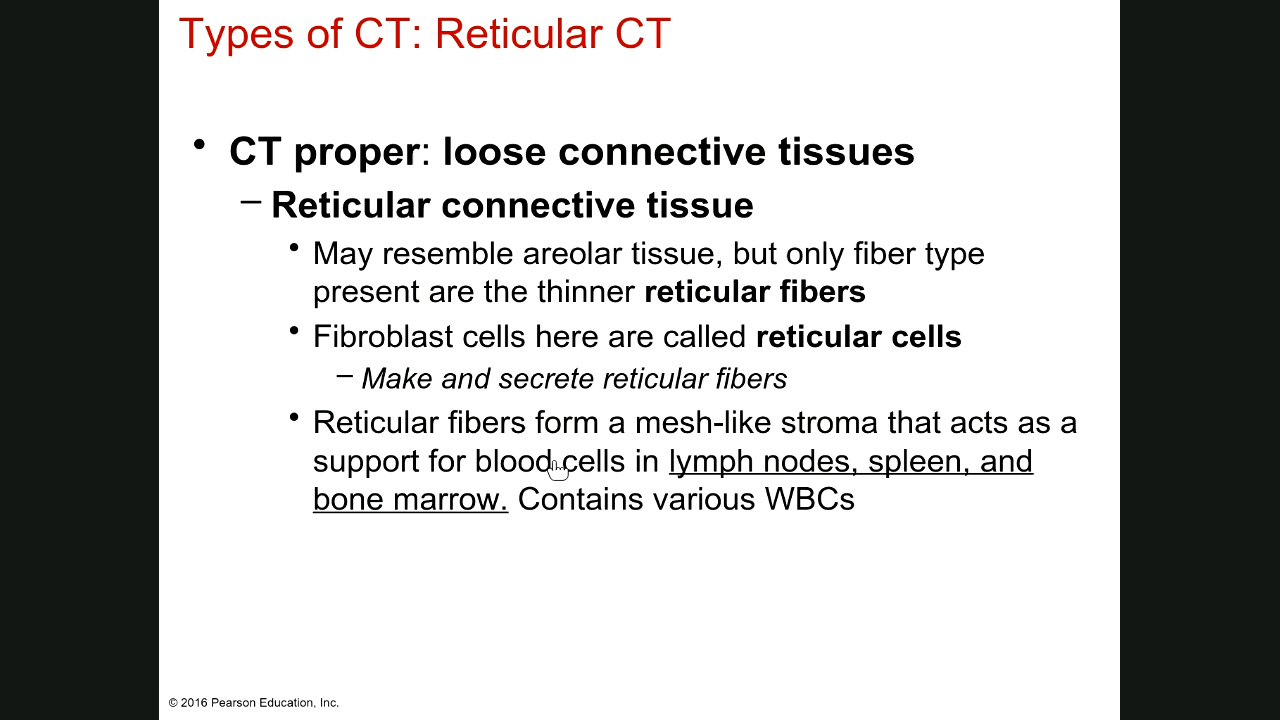 Types of CT: Reticular CT
• CT proper: loose connective tissues
– Reticular connective tissue
• May resemble areolar tissue, but only fiber type
present are the thinner reticular fibers
• Fibroblast cells here are called reticular cells
– Make and secrete reticular fibers
• Reticular fibers form a mesh-like stroma that acts as a
support for blood cells in lymph nodes, spleen, and
bone marrow. Contains various WBCs
© 2016 Pearson Education, Inc.